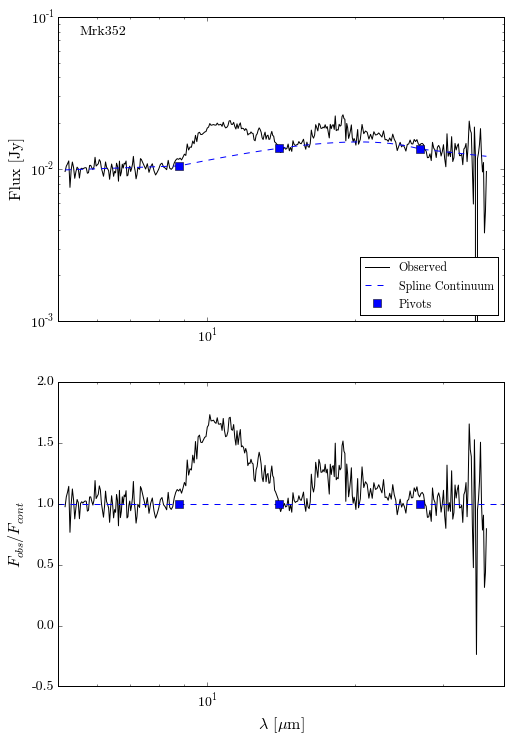 10^-1
Mrk352
Flux [Jy]
10^-2
Observed
Spline Continuum
Pivots
10^-3
10^1
2.0
1.5
1.0
F_obs/F_cont
0.5
0.0
-0.5
10^1
λ [μm]